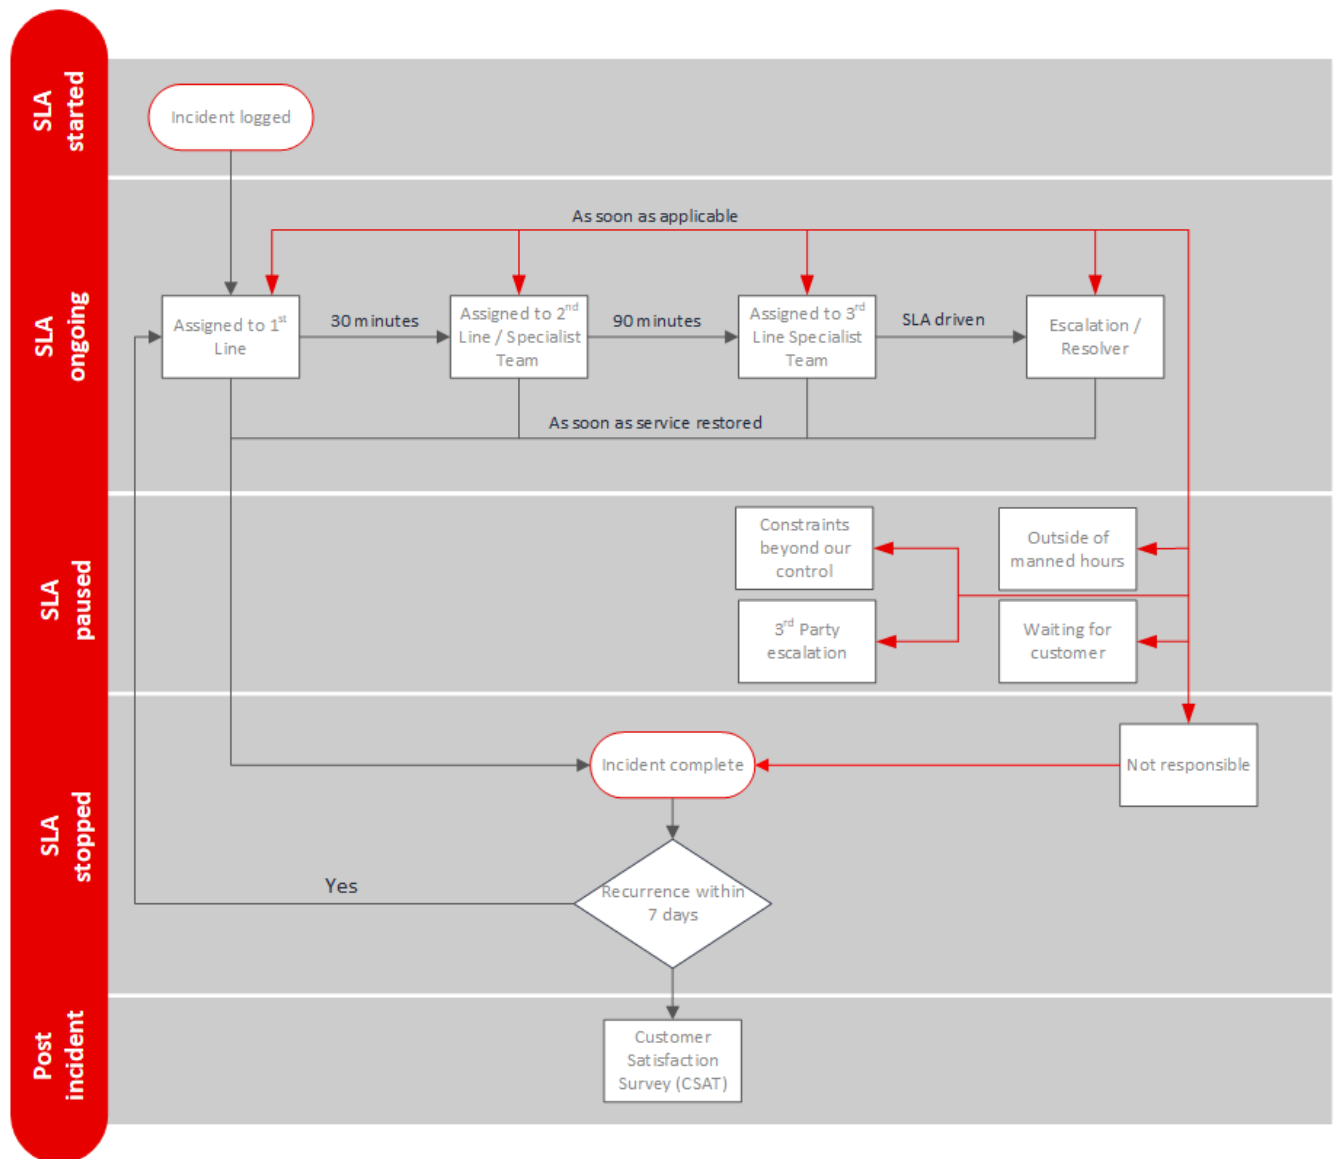 SLA
started
Incident logged
SLA
ongoing
As soon as applicable
Assigned to 1st
Line
30 minutes
Assigned to 2nd
Line / Specialist
Team
90 minutes
Assigned to 3rd
Line Specialist
Team
SLA driven
Escalation /
Resolver
As soon as service restored
SLA
paused
Constraints
beyond our
control
Outside of
manned hours
3rd Party
escalation
Waiting for
customer
SLA
stopped
Incident complete
Not responsible
Yes
Recurrence within
7 days
Post
incident
Customer
Satisfaction
Survey (CSAT)